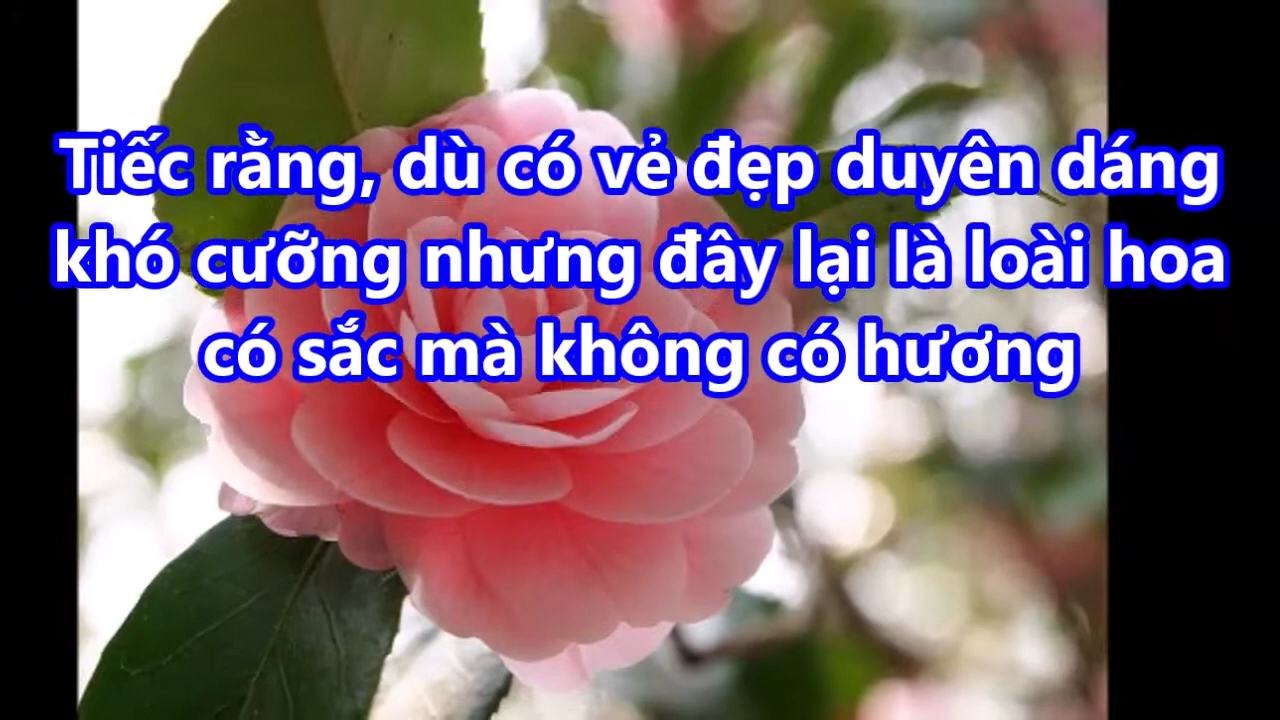 Tiếc rằng, dù có vẻ đẹp duyên dáng
khó cưỡng nhưng đây lại là loài hoa
có sắc mà không có hương